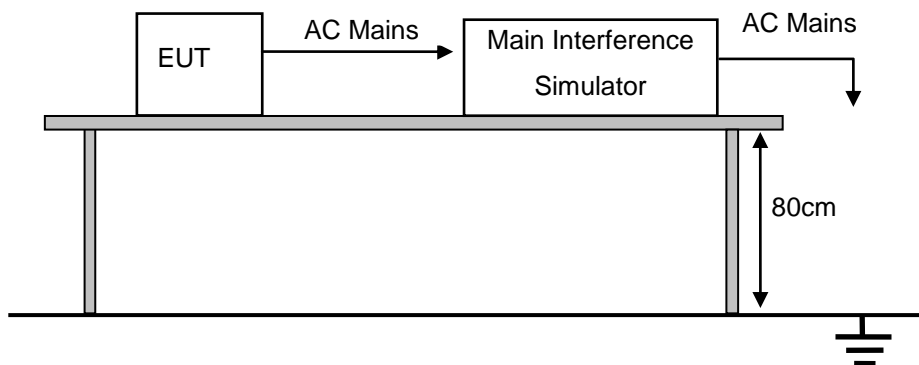 EUT
AC Mains
Main Interference
Simulator
AC Mains
80cm